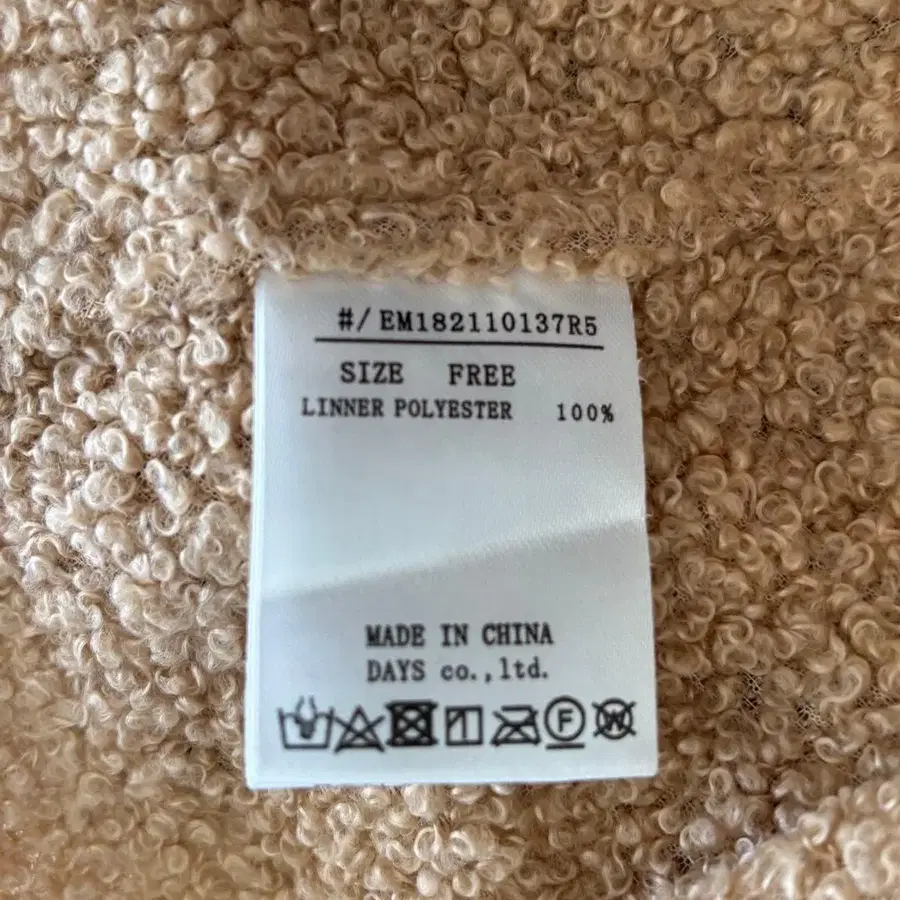 #/EM182110137R5
SIZE FREE
LINNER POLYESTER 100%
MADE IN CHINA
DAYS co.,ltd.
F W